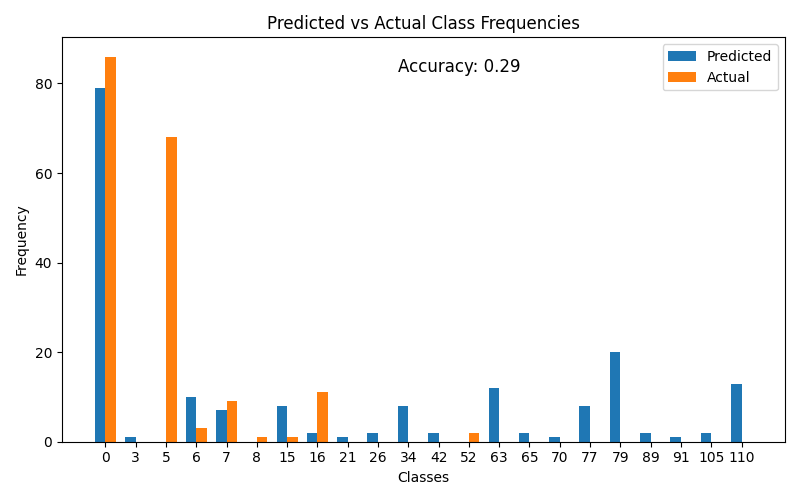 Predicted vs Actual Class Frequencies
Accuracy: 0.29
Predicted
Actual
Frequency
80
60
40
20
0
0 3 5 6 7 8 15 16 21 26 34 42 52 63 65 70 77 79 89 91 105 110
Classes